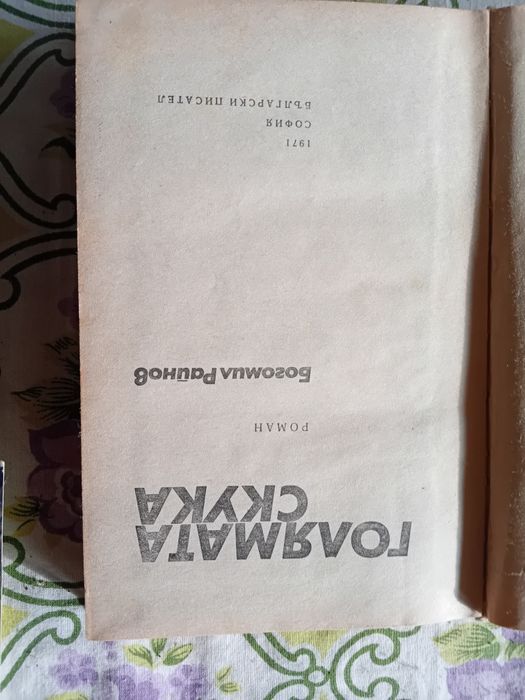 ГОЛЯМАТА
СКУКА
РОМАН
Богомил Райнов
1971
СОФИЯ
БЪЛГАРСКИ ПИСАТЕЛ